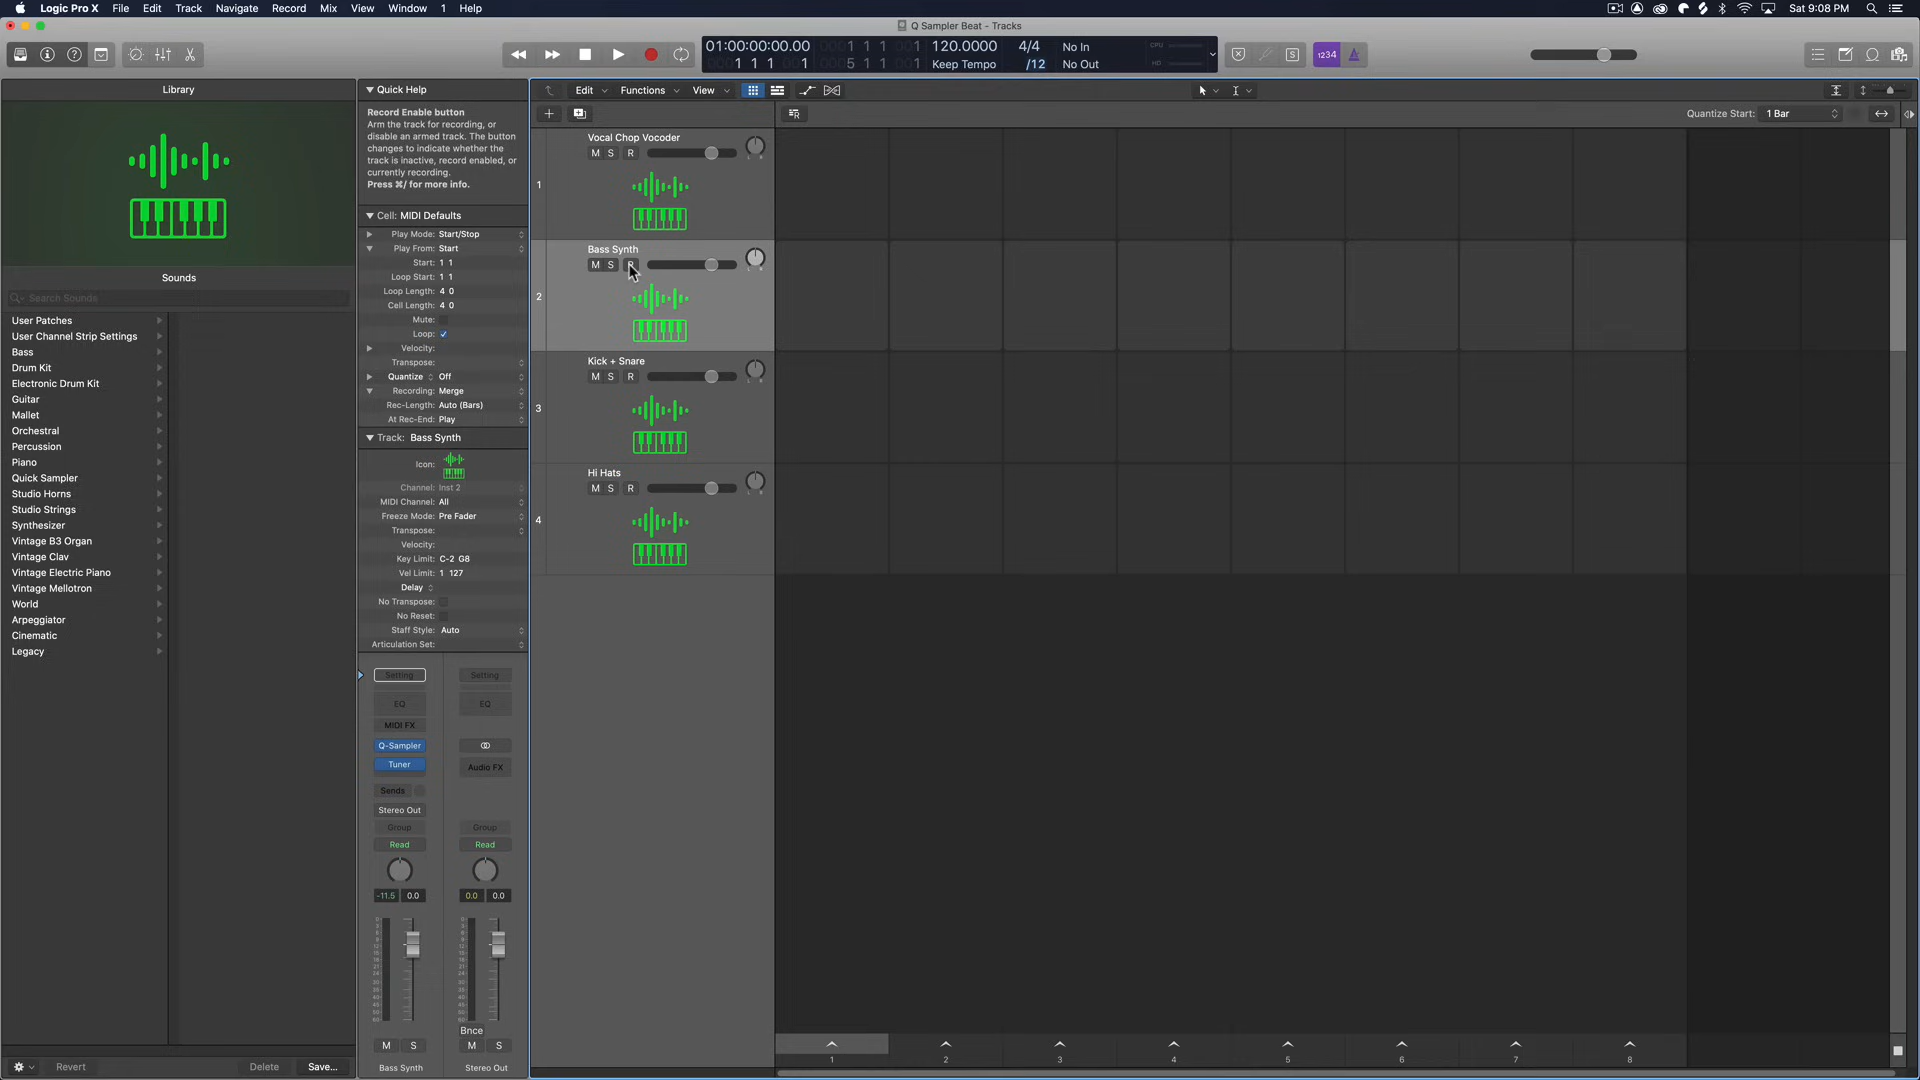 Logic Pro X File Edit Track Navigate Record Mix View Window 1 Help Sat 9:08 PM
Q Sampler Beat - Tracks
01:00:00:00.00 0001 1 1 001 120.0000 4/4 No In CPU
1 1 1 001 0005 1 1 001 Keep Tempo /12 No Out HD
S 1234
Library
Sounds
Search Sounds
User Patches
User Channel Strip Settings
Bass
Drum Kit
Electronic Drum Kit
Guitar
Mallet
Orchestral
Percussion
Piano
Quick Sampler
Studio Horns
Studio Strings
Synthesizer
Vintage B3 Organ
Vintage Clav
Vintage Electric Piano
Vintage Mellotron
World
Arpeggiator
Cinematic
Legacy
Revert Delete Save...
Quick Help
Record Enable button
Arm the track for recording, or
disable an armed track. The button
changes to indicate whether the
track is inactive, record enabled, or
currently recording.
Press ⌘/ for more info.
Cell: MIDI Defaults
Play Mode: Start/Stop
Play From: Start
Start: 1 1
Loop Start: 1 1
Loop Length: 4 0
Cell Length: 4 0
Mute:
Loop:
Velocity:
Transpose:
Quantize Off
Recording: Merge
Rec-Length: Auto (Bars)
At Rec-End: Play
Track: Bass Synth
Icon:
Channel: Inst 2
MIDI Channel: All
Freeze Mode: Pre Fader
Transpose:
Velocity:
Key Limit: C-2 G8
Vel Limit: 1 127
Delay
No Transpose:
No Reset:
Staff Style: Auto
Articulation Set:
Setting Setting
EQ EQ
MIDI FX
Q-Sampler
Tuner Audio FX
Sends
Stereo Out
Group Group
Read Read
-11.5 0.0 0.0 0.0
Bnce
M S M S
Bass Synth Stereo Out
Edit Functions View
Quantize Start: 1 Bar
1
Vocal Chop Vocoder
M S R
2
Bass Synth
M S R
3
Kick + Snare
M S R
4
Hi Hats
M S R
1 2 3 4 5 6 7 8